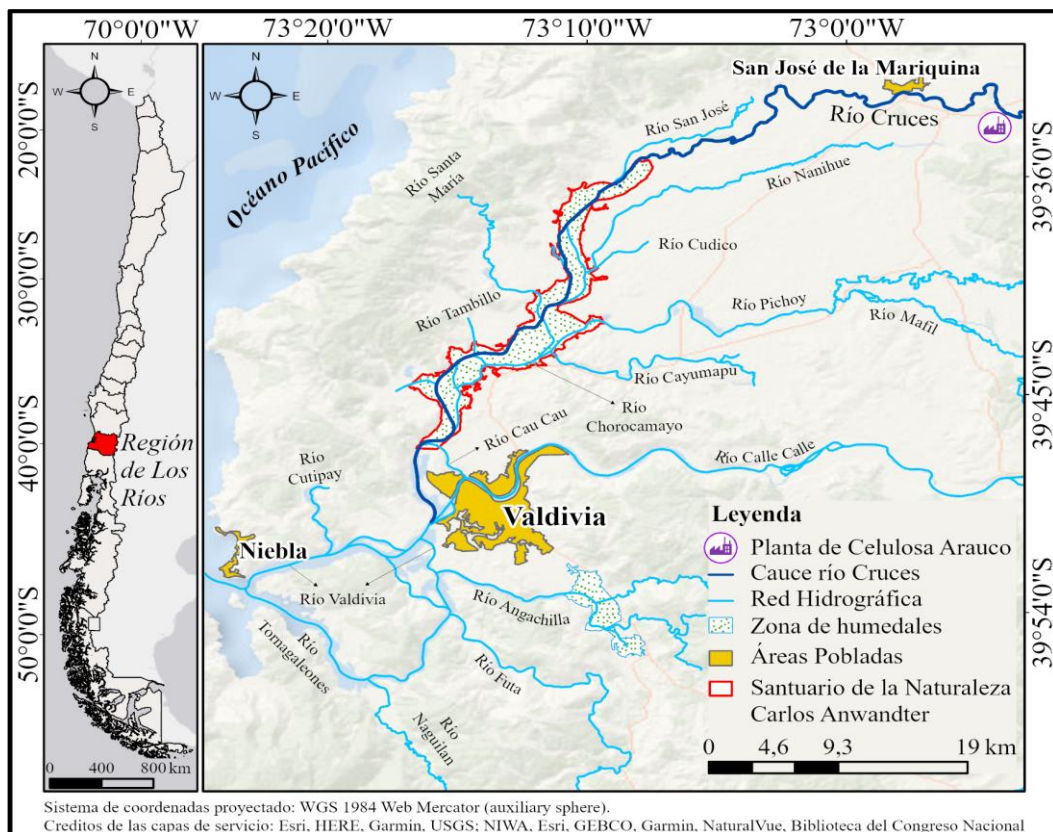 70°0'0"W
73°20'0"W
73°10'0"W
73°0'0"W
N
W
E
S
20°0'0"S
30°0'0"S
40°0'0"S
50°0'0"S
Región
de Los
Ríos
0
400
800 km
N
W
E
S
Océano Pacífico
San José de la Mariquina
Río San José
Río Cruces
Río Santa
Maria
Río Nanihue
Río Cudico
Río Tambillo
Río Pichoy
Río Mafil
Río Cayumapu
Río
Chorocamayo
Río Cau Cau
Río
Cutipay
Río Calle Calle
Valdivia
Niebla
Río Valdivia
Río Angachilla
Río
Tornagaleones
Río Futa
Río
Naguilan
39°36'0"S
39°45'0"S
39°54'0"S
Leyenda
Planta de Celulosa Arauco
Cauce río Cruces
Red Hidrográfica
Zona de humedales
Áreas Pobladas
Santuario de la Naturaleza
Carlos Anwandter
0
4,6
9,3
19 km
Sistema de coordenadas proyectado: WGS 1984 Web Mercator (auxiliary sphere).
Creditos de las capas de servicio: Esri, HERE, Garmin, USGS; NIWA, Esri, GEBCO, Garmin, NaturalVue, Biblioteca del Congreso Nacional